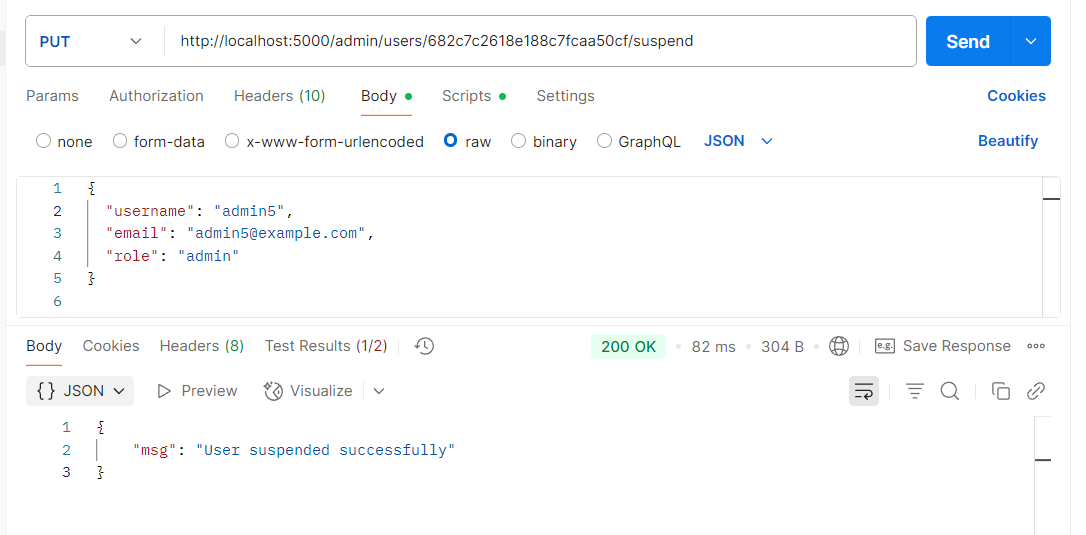 PUT http://localhost:5000/admin/users/682c7c2618e188c7fcaa50cf/suspend Send
Params Authorization Headers (10) Body Scripts Settings Cookies
none form-data x-www-form-urlencoded raw binary GraphQL JSON Beautify
1 {
2 "username": "admin5",
3 "email": "admin5@example.com",
4 "role": "admin"
5 }
6
Body Cookies Headers (8) Test Results (1/2) 200 OK 82 ms 304 B e.g. Save Response
{} JSON Preview Visualize
1 {
2 "msg": "User suspended successfully"
3 }